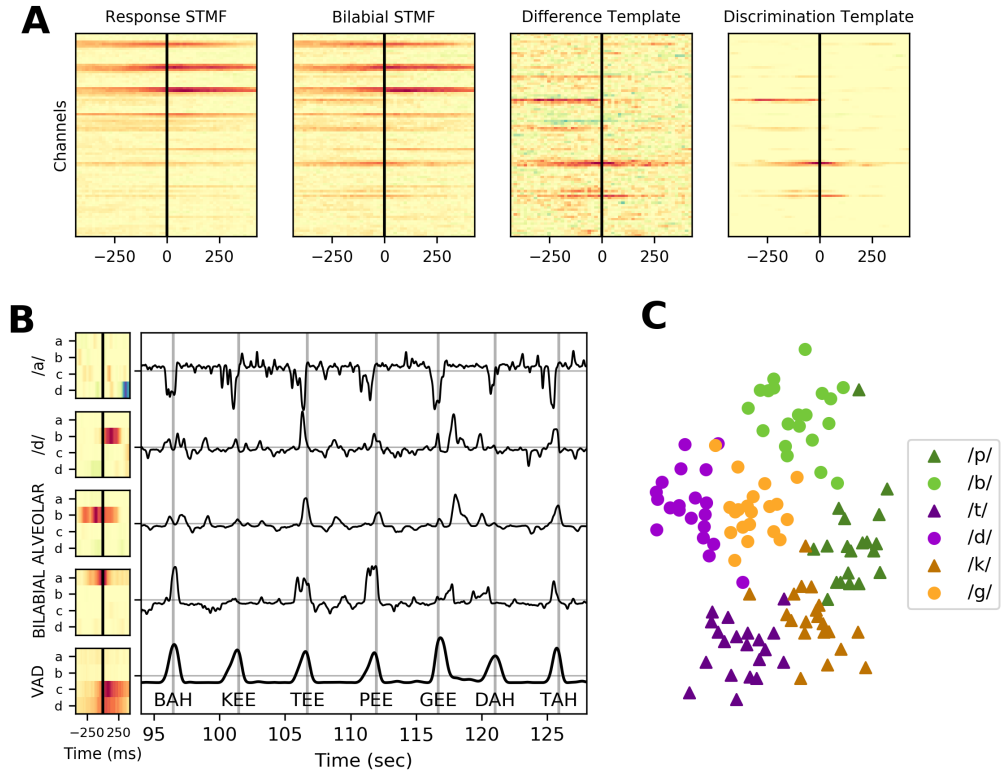 A
Response STMF
Bilabial STMF
Difference Template
Discrimination Template
Channels
−250 0 250
−250 0 250
−250 0 250
−250 0 250
B
C
/a/
a
b
c
d
/d/
a
b
c
d
ALVEOLAR
a
b
c
d
BILABIAL
a
b
c
d
VAD
a
b
c
d
−250 250
Time (ms)
BAH KEE TEE PEE GEE DAH TAH
95 100 105 110 115 120 125
Time (sec)
/p/
/b/
/t/
/d/
/k/
/g/